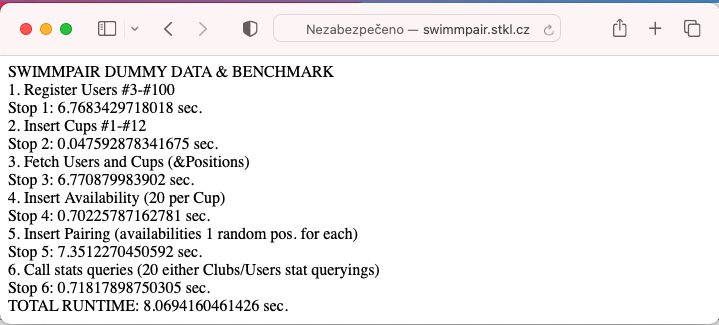 Nezabezpečeno — swimmpair.stkl.cz
SWIMMPAIR DUMMY DATA & BENCHMARK
1. Register Users #3-#100
Stop 1: 6.7683429718018 sec.
2. Insert Cups #1-#12
Stop 2: 0.047592878341675 sec.
3. Fetch Users and Cups (&Positions)
Stop 3: 6.770879983902 sec.
4. Insert Availability (20 per Cup)
Stop 4: 0.70225787162781 sec.
5. Insert Pairing (availabilities 1 random pos. for each)
Stop 5: 7.3512270450592 sec.
6. Call stats queries (20 either Clubs/Users stat queryings)
Stop 6: 0.71817898750305 sec.
TOTAL RUNTIME: 8.0694160461426 sec.